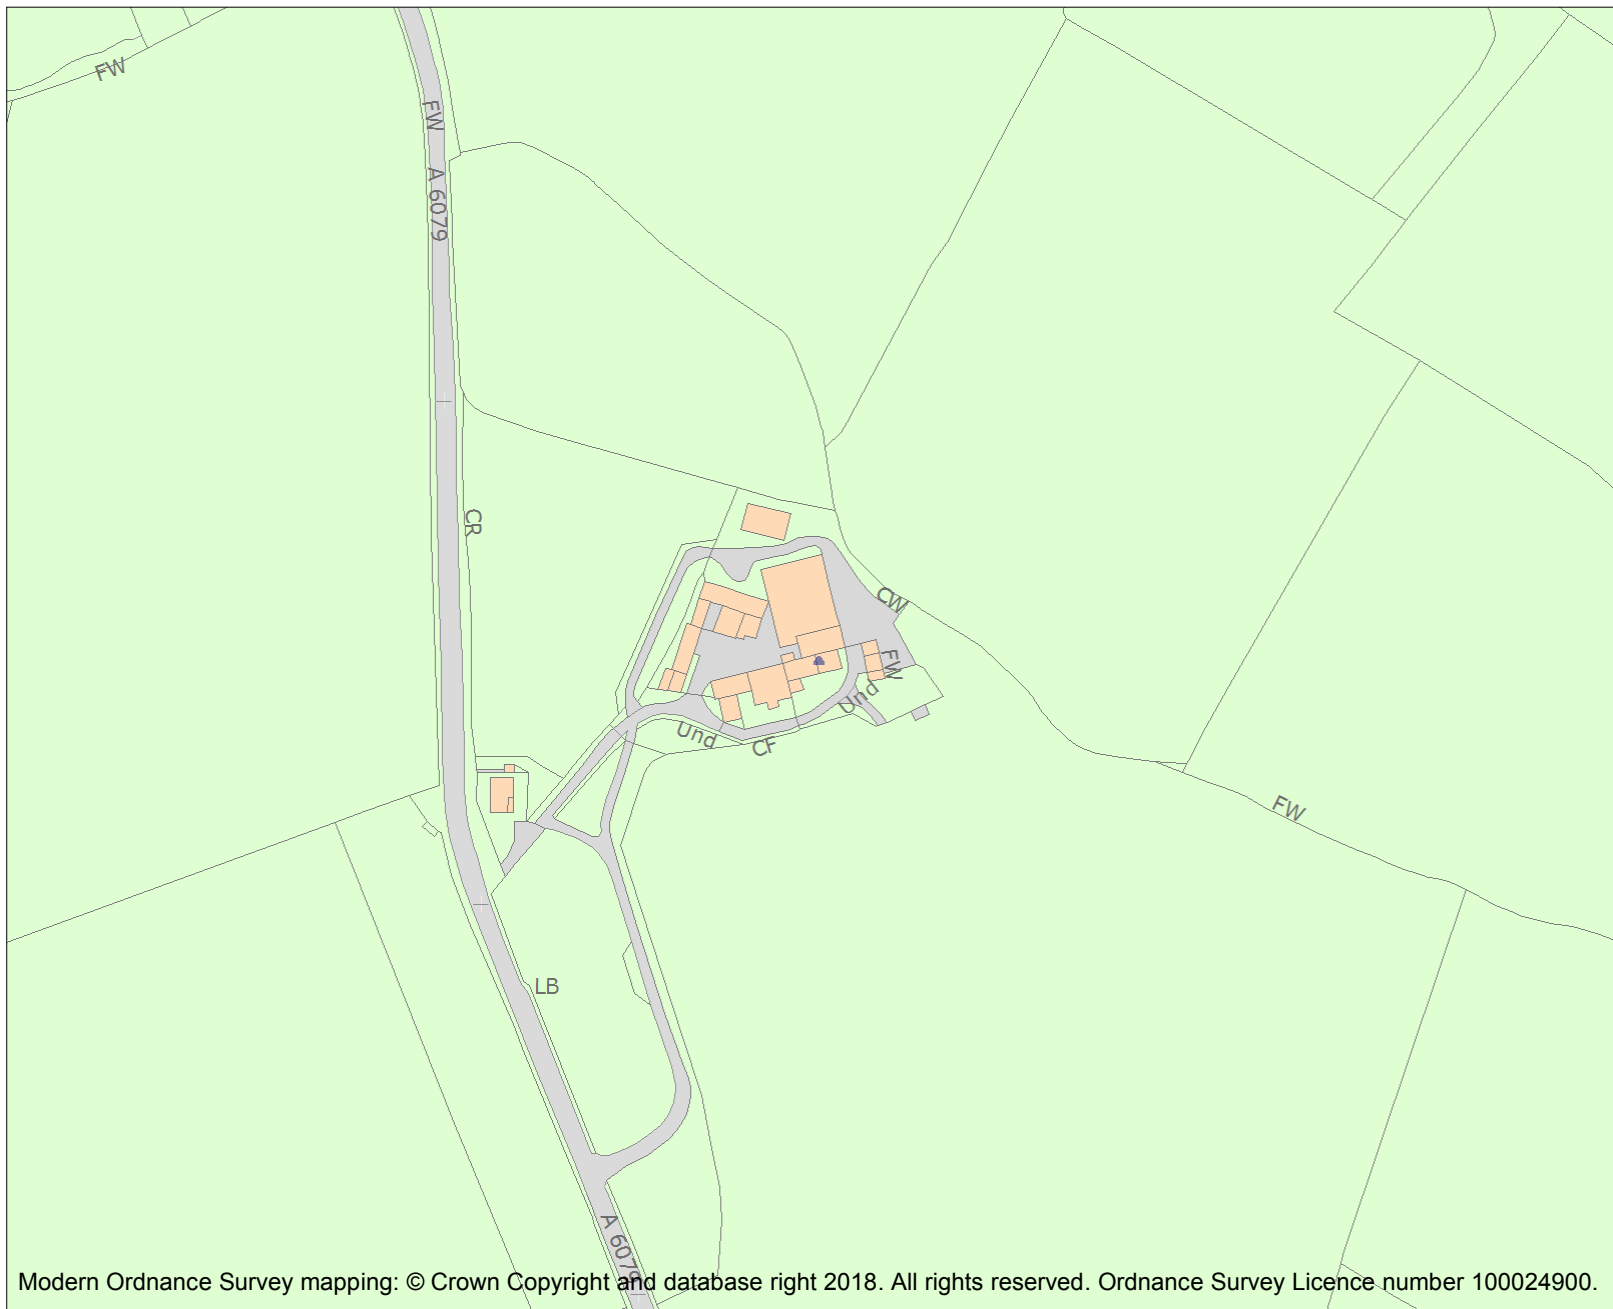 FW
FW
A 6079
CR
CW
FW
Und
Und
CF
FW
LB
A 6079
Modern Ordnance Survey mapping: © Crown Copyright and database right 2018. All rights reserved. Ordnance Survey Licence number 100024900.